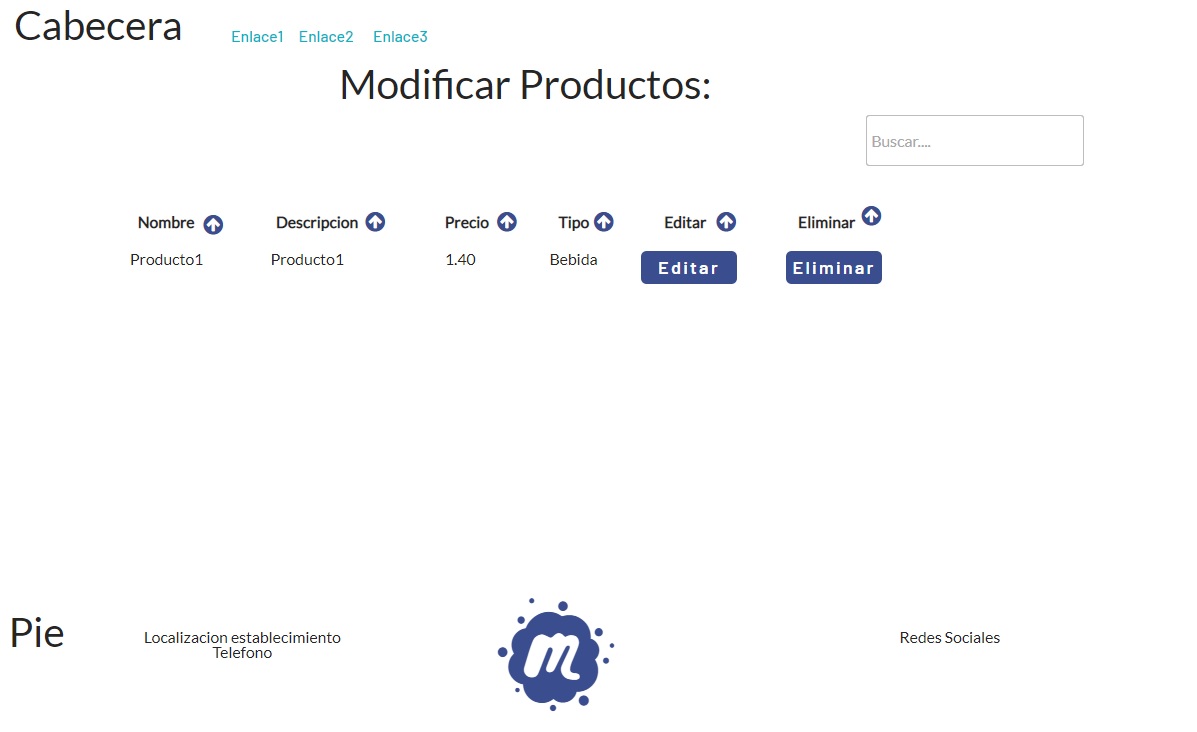 Cabecera Enlace1 Enlace2 Enlace3
Modificar Productos:
Buscar....
Nombre Descripcion Precio Tipo Editar Eliminar
Producto1 Producto1 1.40 Bebida Editar Eliminar
Pie Localizacion establecimiento Redes Sociales
Telefono
m